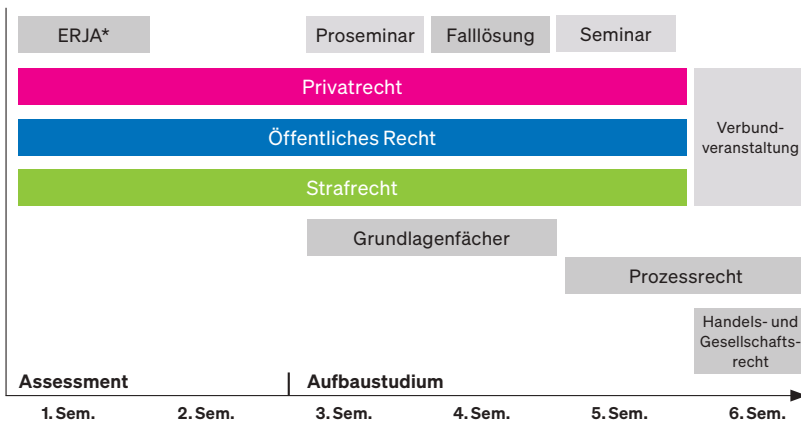 ERJA*
Proseminar
Falllösung
Seminar
Privatrecht
Öffentliches Recht
Strafrecht
Verbund-
veranstaltung
Grundlagenfächer
Prozessrecht
Handels- und
Gesellschafts-
recht
Assessment
Aufbaustudium
1. Sem.
2. Sem.
3. Sem.
4. Sem.
5. Sem.
6. Sem.